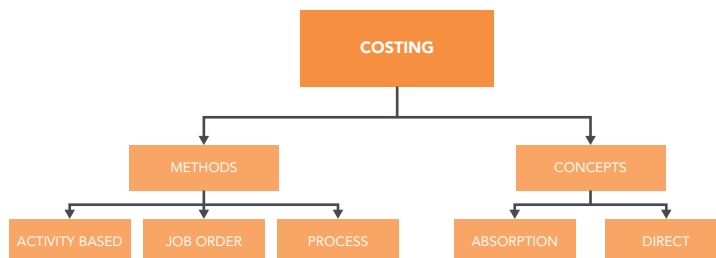 COSTING
METHODS
CONCEPTS
ACTIVITY BASED
JOB ORDER
PROCESS
ABSORPTION
DIRECT